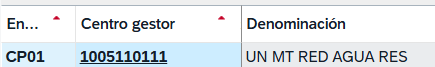 En... Centro gestor Denominación
CP01 1005110111 UN MT RED AGUA RES